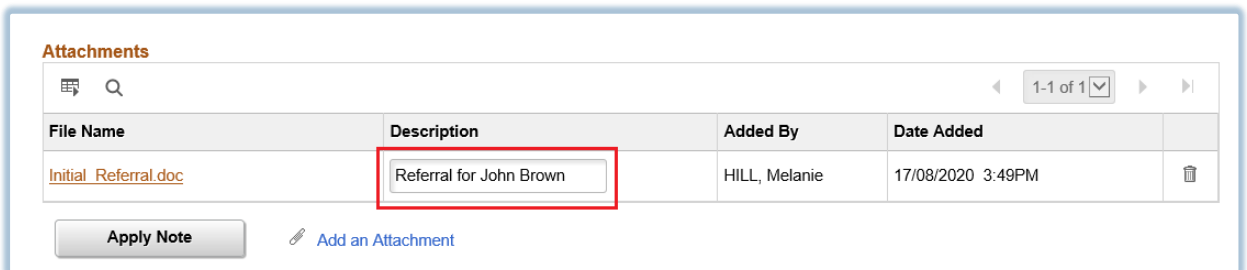 Attachments
1-1 of 1
File Name Description Added By Date Added
Initial_Referral.doc Referral for John Brown HILL, Melanie 17/08/2020 3:49PM
Apply Note Add an Attachment